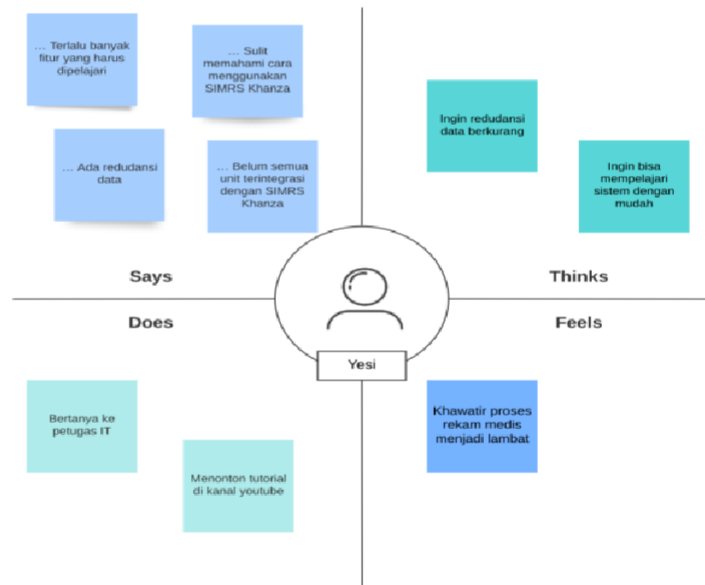 ... Terlalu banyak
fitur yang harus
dipelajari
... Sulit
memahami cara
menggunakan
SIMRS Khanza
... Ada redudansi
data
... Belum semua
unit terintegrasi
dengan SIMRS
Khanza
Ingin redudansi
data berkurang
Ingin bisa
mempelajari
sistem dengan
mudah
Says
Thinks
Does
Feels
Yesi
Bertanya ke
petugas IT
Menonton tutorial
di kanal youtube
Khawatir proses
rekam medis
menjadi lambat